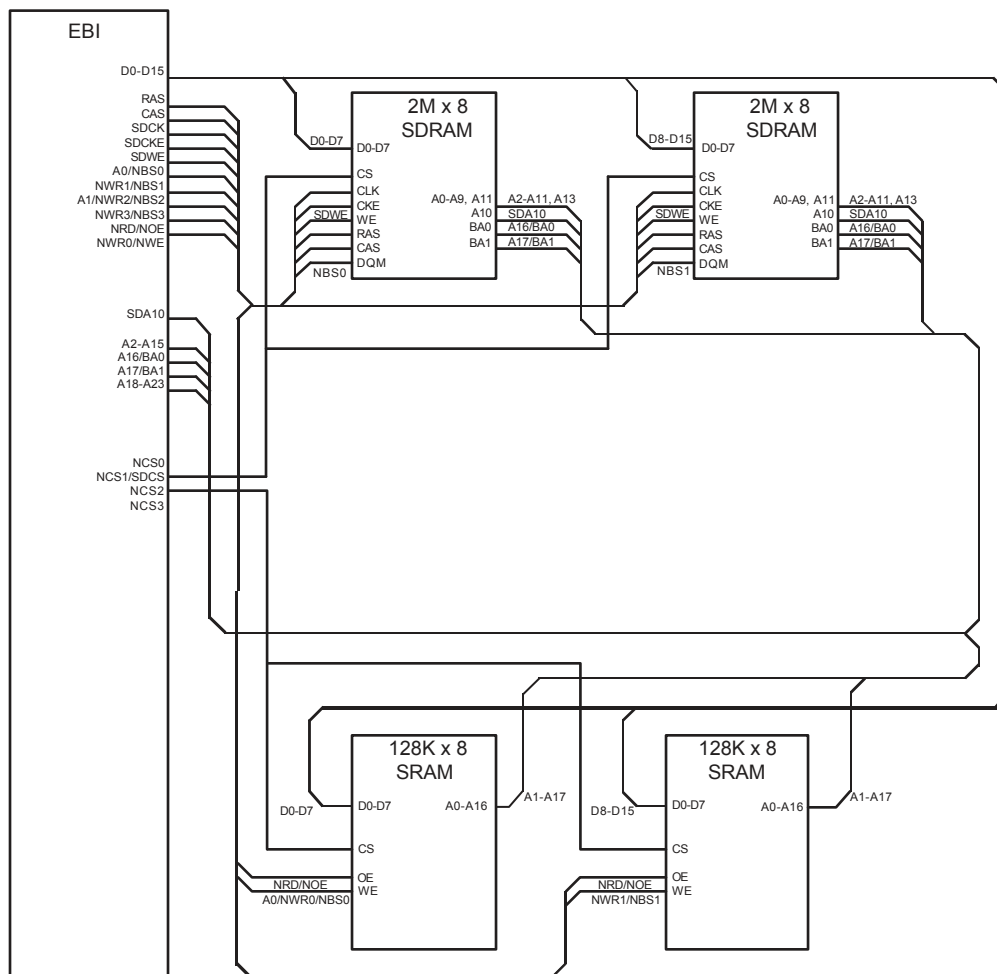 EBI
D0-D15
RAS
CAS
SDCK
SDCKE
SDWE
A0/NBS0
NWR1/NBS1
A1/NWR2/NBS2
NWR3/NBS3
NRD/NOE
NWR0/NWE
SDA10
A2-A15
A16/BA0
A17/BA1
A18-A23
NCS0
NCS1/SDCS
NCS2
NCS3
2M x 8
SDRAM
D0-D7
D0-D7
CS
CLK
CKE
SDWE
WE
RAS
CAS
DQM
NBS0
A0-A9, A11
A10
BA0
BA1
A2-A11, A13
SDA10
A16/BA0
A17/BA1
2M x 8
SDRAM
D8-D15
D0-D7
CS
CLK
CKE
SDWE
WE
RAS
CAS
DQM
NBS1
A0-A9, A11
A10
BA0
BA1
A2-A11, A13
SDA10
A16/BA0
A17/BA1
128K x 8
SRAM
D0-D7
D0-D7
A0-A16
A1-A17
CS
OE
NRD/NOE
WE
A0/NWR0/NBS0
128K x 8
SRAM
D8-D15
D0-D7
A0-A16
A1-A17
CS
OE
NRD/NOE
WE
NWR1/NBS1